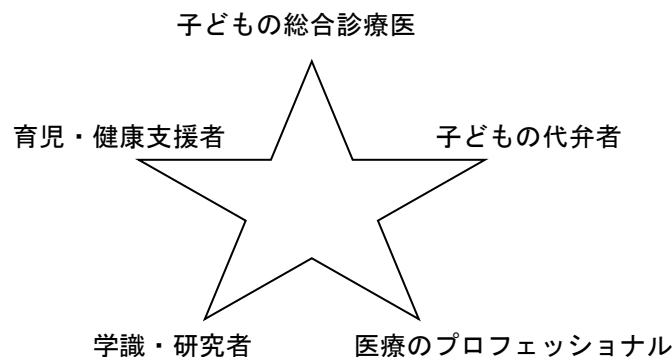 子どもの総合診療医
育児・健康支援者
子どもの代弁者
学識・研究者
医療のプロフェッショナル